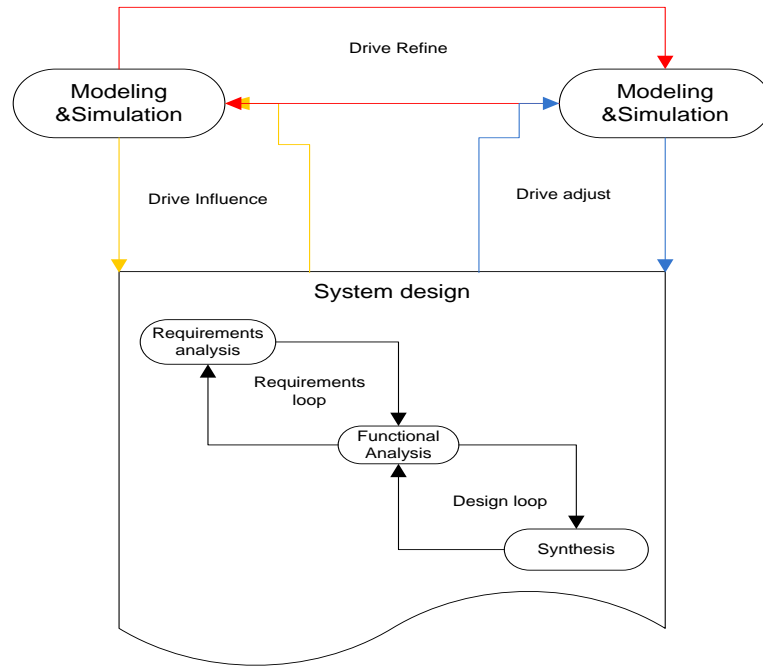 Drive Refine
Modeling
&Simulation
Modeling
&Simulation
Drive Influence
Drive adjust
System design
Requirements
analysis
Requirements
loop
Functional
Analysis
Design loop
Synthesis